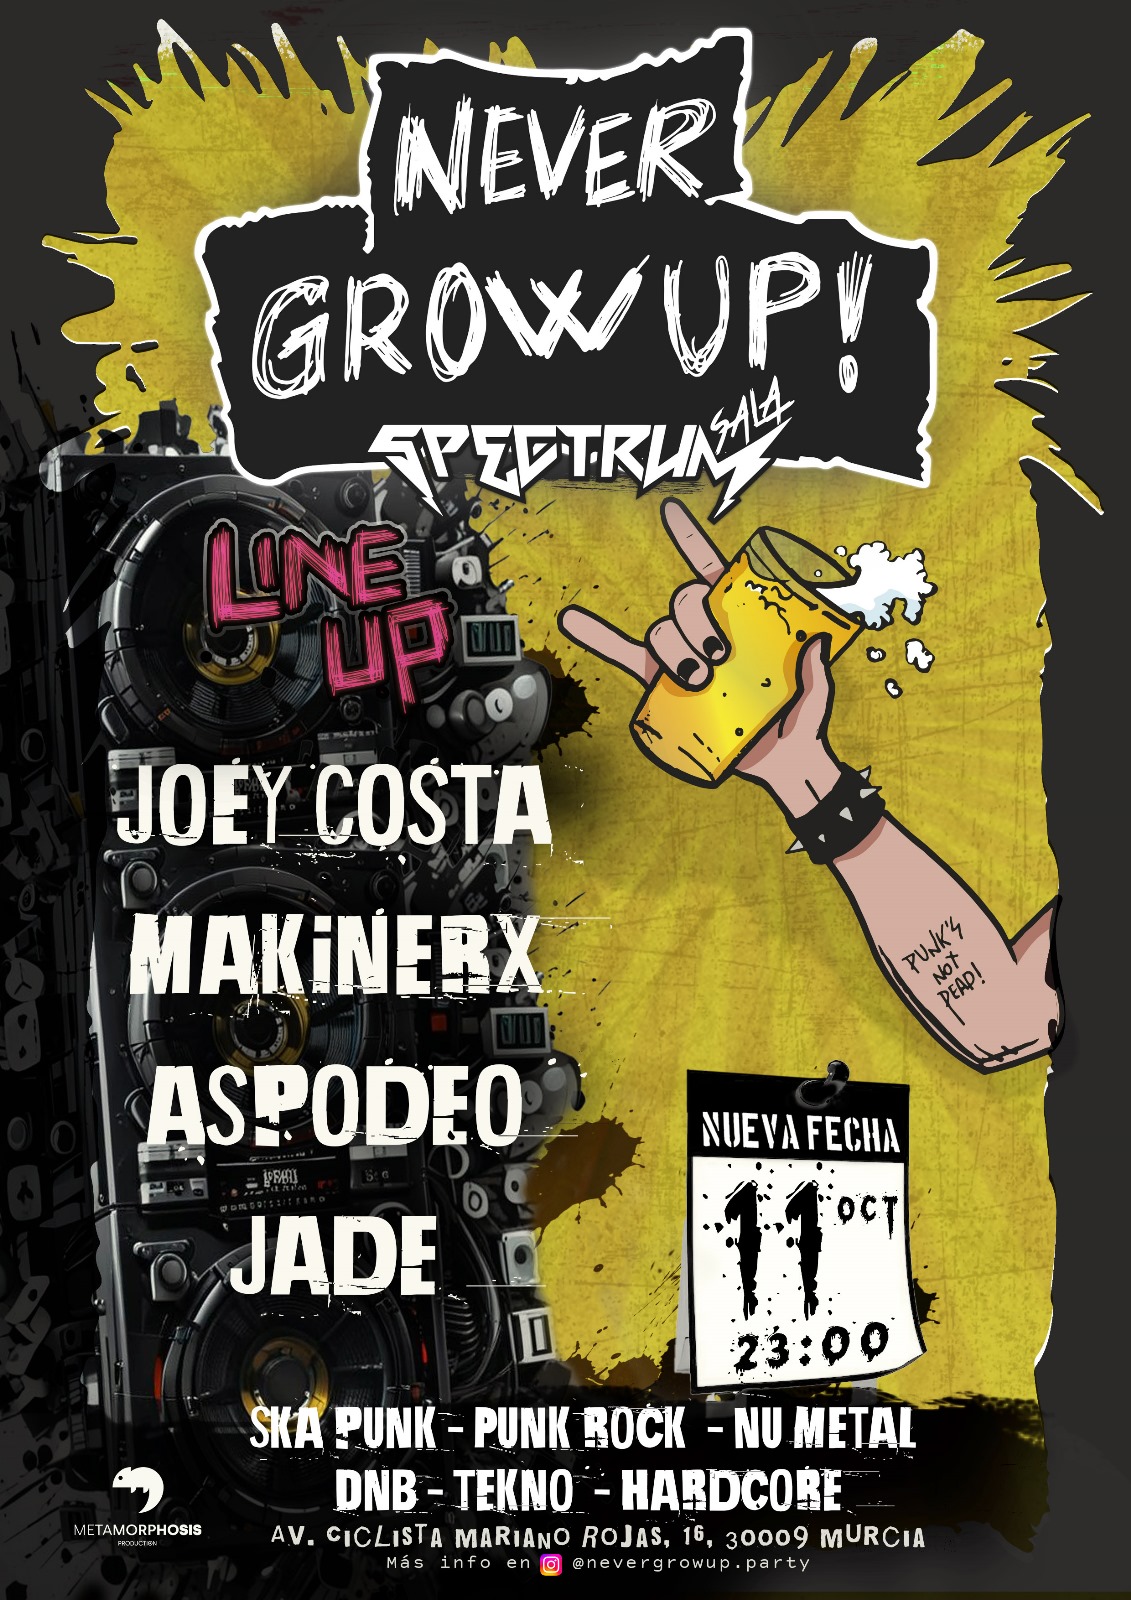 NEVER
GROW UP!
SALA
SPECTRUM
LINE
UP
JOEY COSTA
MAKiNERX
ASPODEO
JADE
PUNK'S
NOT
DEAD!
NUEVA FECHA
11 OCT
23:00
SKA PUNK - PUNK ROCK - NU METAL
DNB - TEKNO - HARDCORE
METAMORPHOSIS
PRODUCTION
AV. CICLISTA MARIANO ROJAS, 16, 30009 MURCIA
Más info en @nevergrowup.party